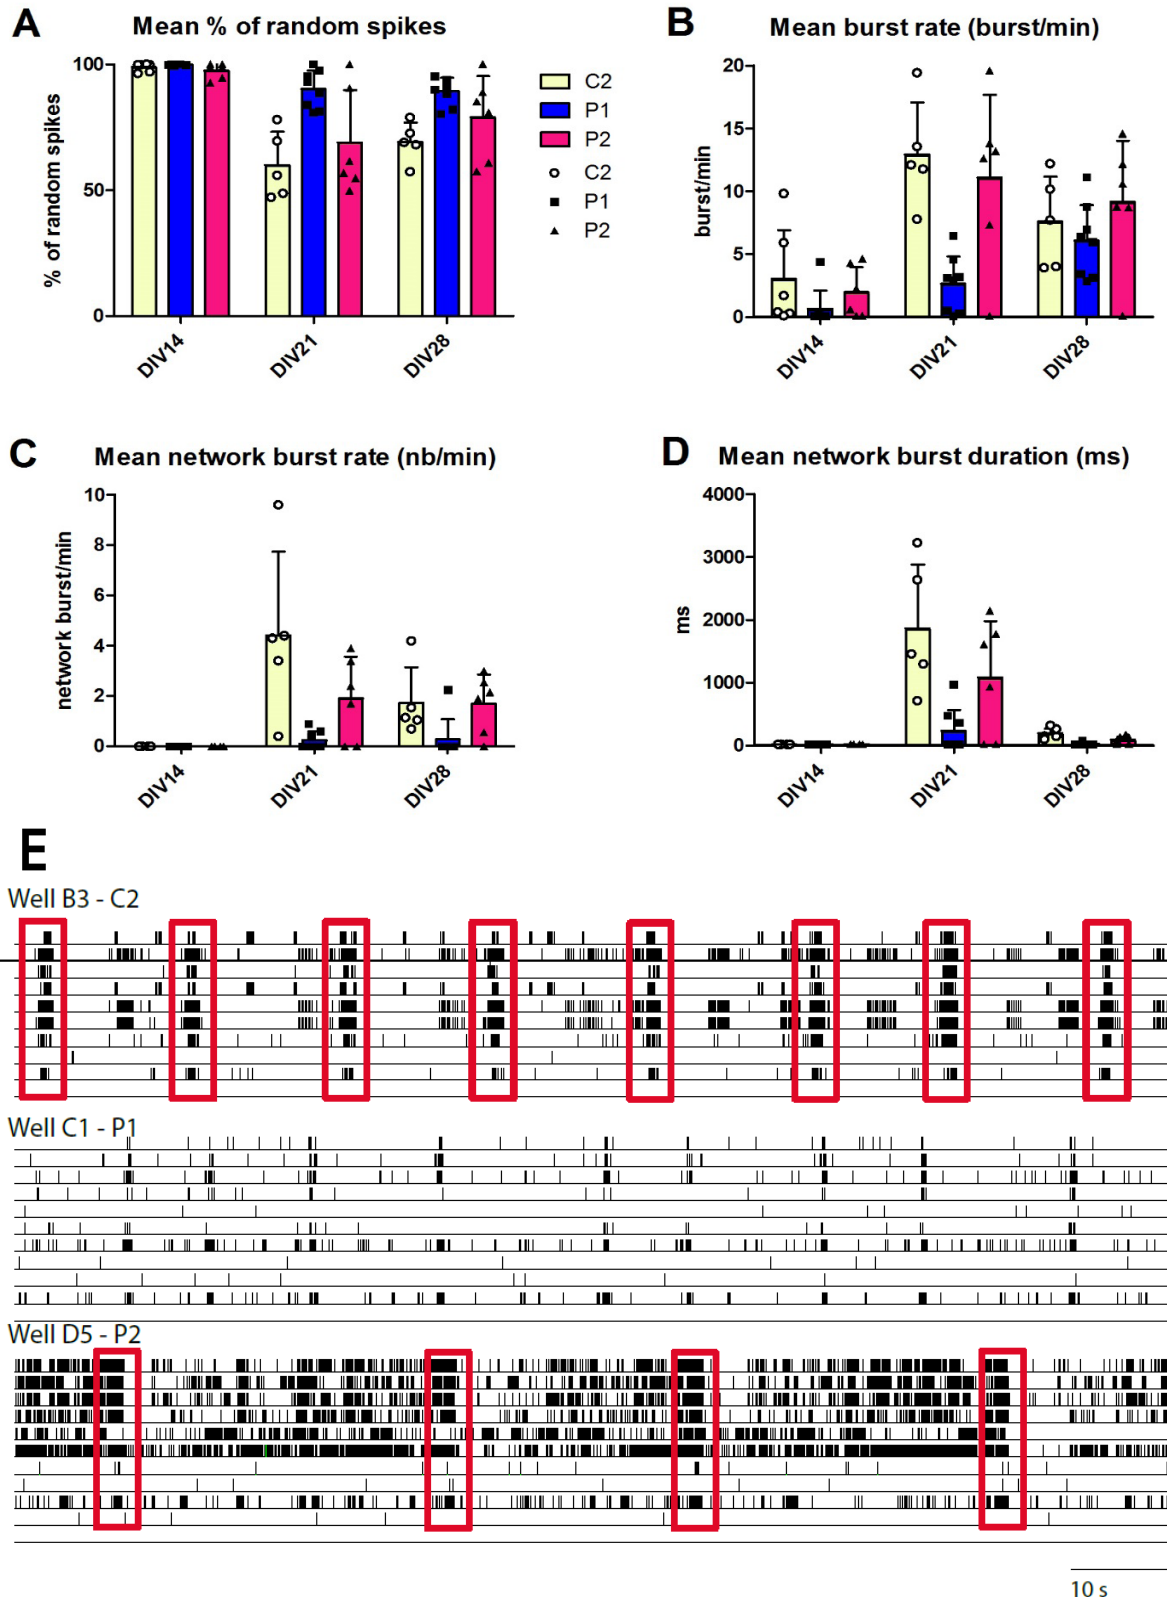 A Mean % of random spikes
% of random spikes
100
50
0
DIV14 DIV21 DIV28
C2
P1
P2
C2
P1
P2
B Mean burst rate (burst/min)
burst/min
20
15
10
5
0
DIV14 DIV21 DIV28
C Mean network burst rate (nb/min)
network burst/min
10
8
6
4
2
0
DIV14 DIV21 DIV28
D Mean network burst duration (ms)
ms
4000
3000
2000
1000
0
DIV14 DIV21 DIV28
E
Well B3 - C2
Well C1 - P1
Well D5 - P2
10 s